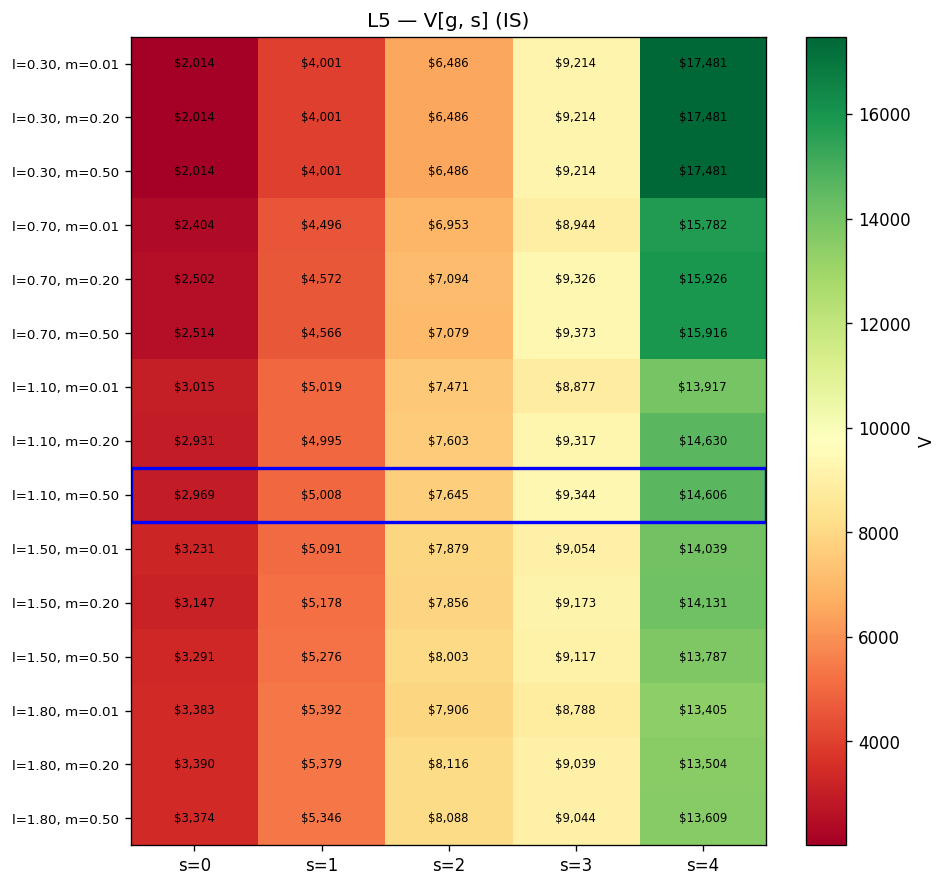 L5 — V[g, s] (IS)
l=0.30, m=0.01 $2,014 $4,001 $6,486 $9,214 $17,481
l=0.30, m=0.20 $2,014 $4,001 $6,486 $9,214 $17,481
l=0.30, m=0.50 $2,014 $4,001 $6,486 $9,214 $17,481
l=0.70, m=0.01 $2,404 $4,496 $6,953 $8,944 $15,782
l=0.70, m=0.20 $2,502 $4,572 $7,094 $9,326 $15,926
l=0.70, m=0.50 $2,514 $4,566 $7,079 $9,373 $15,916
l=1.10, m=0.01 $3,015 $5,019 $7,471 $8,877 $13,917
l=1.10, m=0.20 $2,931 $4,995 $7,603 $9,317 $14,630
l=1.10, m=0.50 $2,969 $5,008 $7,645 $9,344 $14,606
l=1.50, m=0.01 $3,231 $5,091 $7,879 $9,054 $14,039
l=1.50, m=0.20 $3,147 $5,178 $7,856 $9,173 $14,131
l=1.50, m=0.50 $3,291 $5,276 $8,003 $9,117 $13,787
l=1.80, m=0.01 $3,383 $5,392 $7,906 $8,788 $13,405
l=1.80, m=0.20 $3,390 $5,379 $8,116 $9,039 $13,504
l=1.80, m=0.50 $3,374 $5,346 $8,088 $9,044 $13,609
s=0 s=1 s=2 s=3 s=4
16000
14000
12000
10000
8000
6000
4000
V